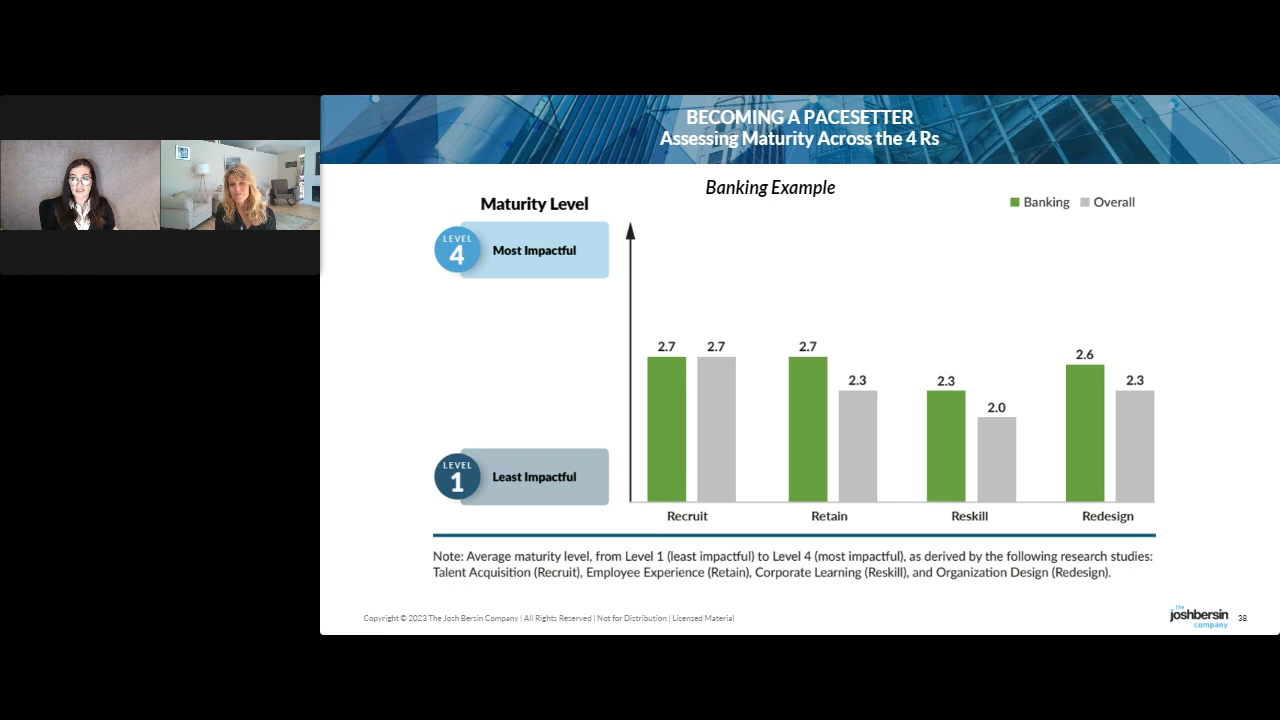 BECOMING A PACESETTER
Assessing Maturity Across the 4 Rs
Banking Example
Maturity Level
Banking Overall
LEVEL
4
Most Impactful
LEVEL
1
Least Impactful
2.7 2.7 2.7 2.3 2.3 2.0 2.6 2.3
Recruit Retain Reskill Redesign
Note: Average maturity level, from Level 1 (least impactful) to Level 4 (most impactful), as derived by the following research studies:
Talent Acquisition (Recruit), Employee Experience (Retain), Corporate Learning (Reskill), and Organization Design (Redesign).
Copyright © 2023 The Josh Bersin Company | All Rights Reserved | Not for Distribution | Licensed Material
the
joshbersin
company
38